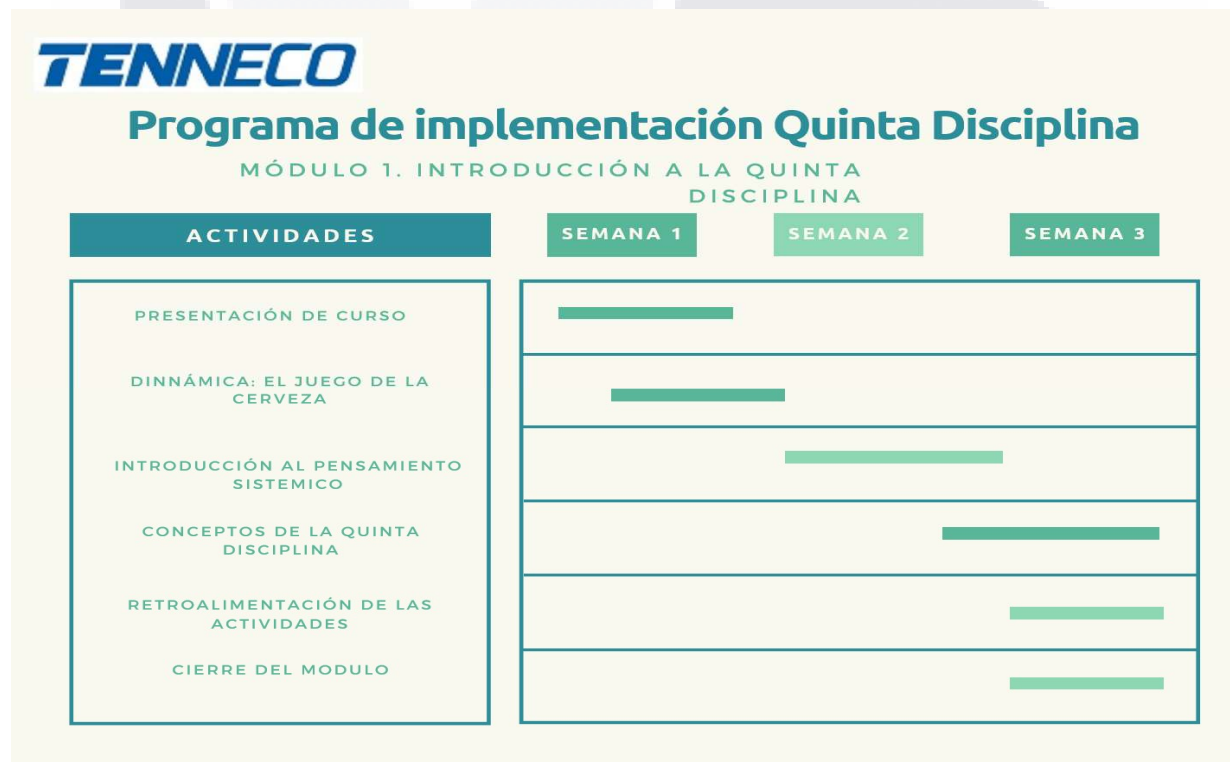 TENNECO
Programa de implementación Quinta Disciplina
MÓDULO 1. INTRODUCCIÓN A LA QUINTA
DISCIPLINA
ACTIVIDADES
SEMANA 1
SEMANA 2
SEMANA 3
PRESENTACIÓN DE CURSO
DINNÁMICA: EL JUEGO DE LA
CERVEZA
INTRODUCCIÓN AL PENSAMIENTO
SISTEMICO
CONCEPTOS DE LA QUINTA
DISCIPLINA
RETROALIMENTACIÓN DE LAS
ACTIVIDADES
CIERRE DEL MODULO